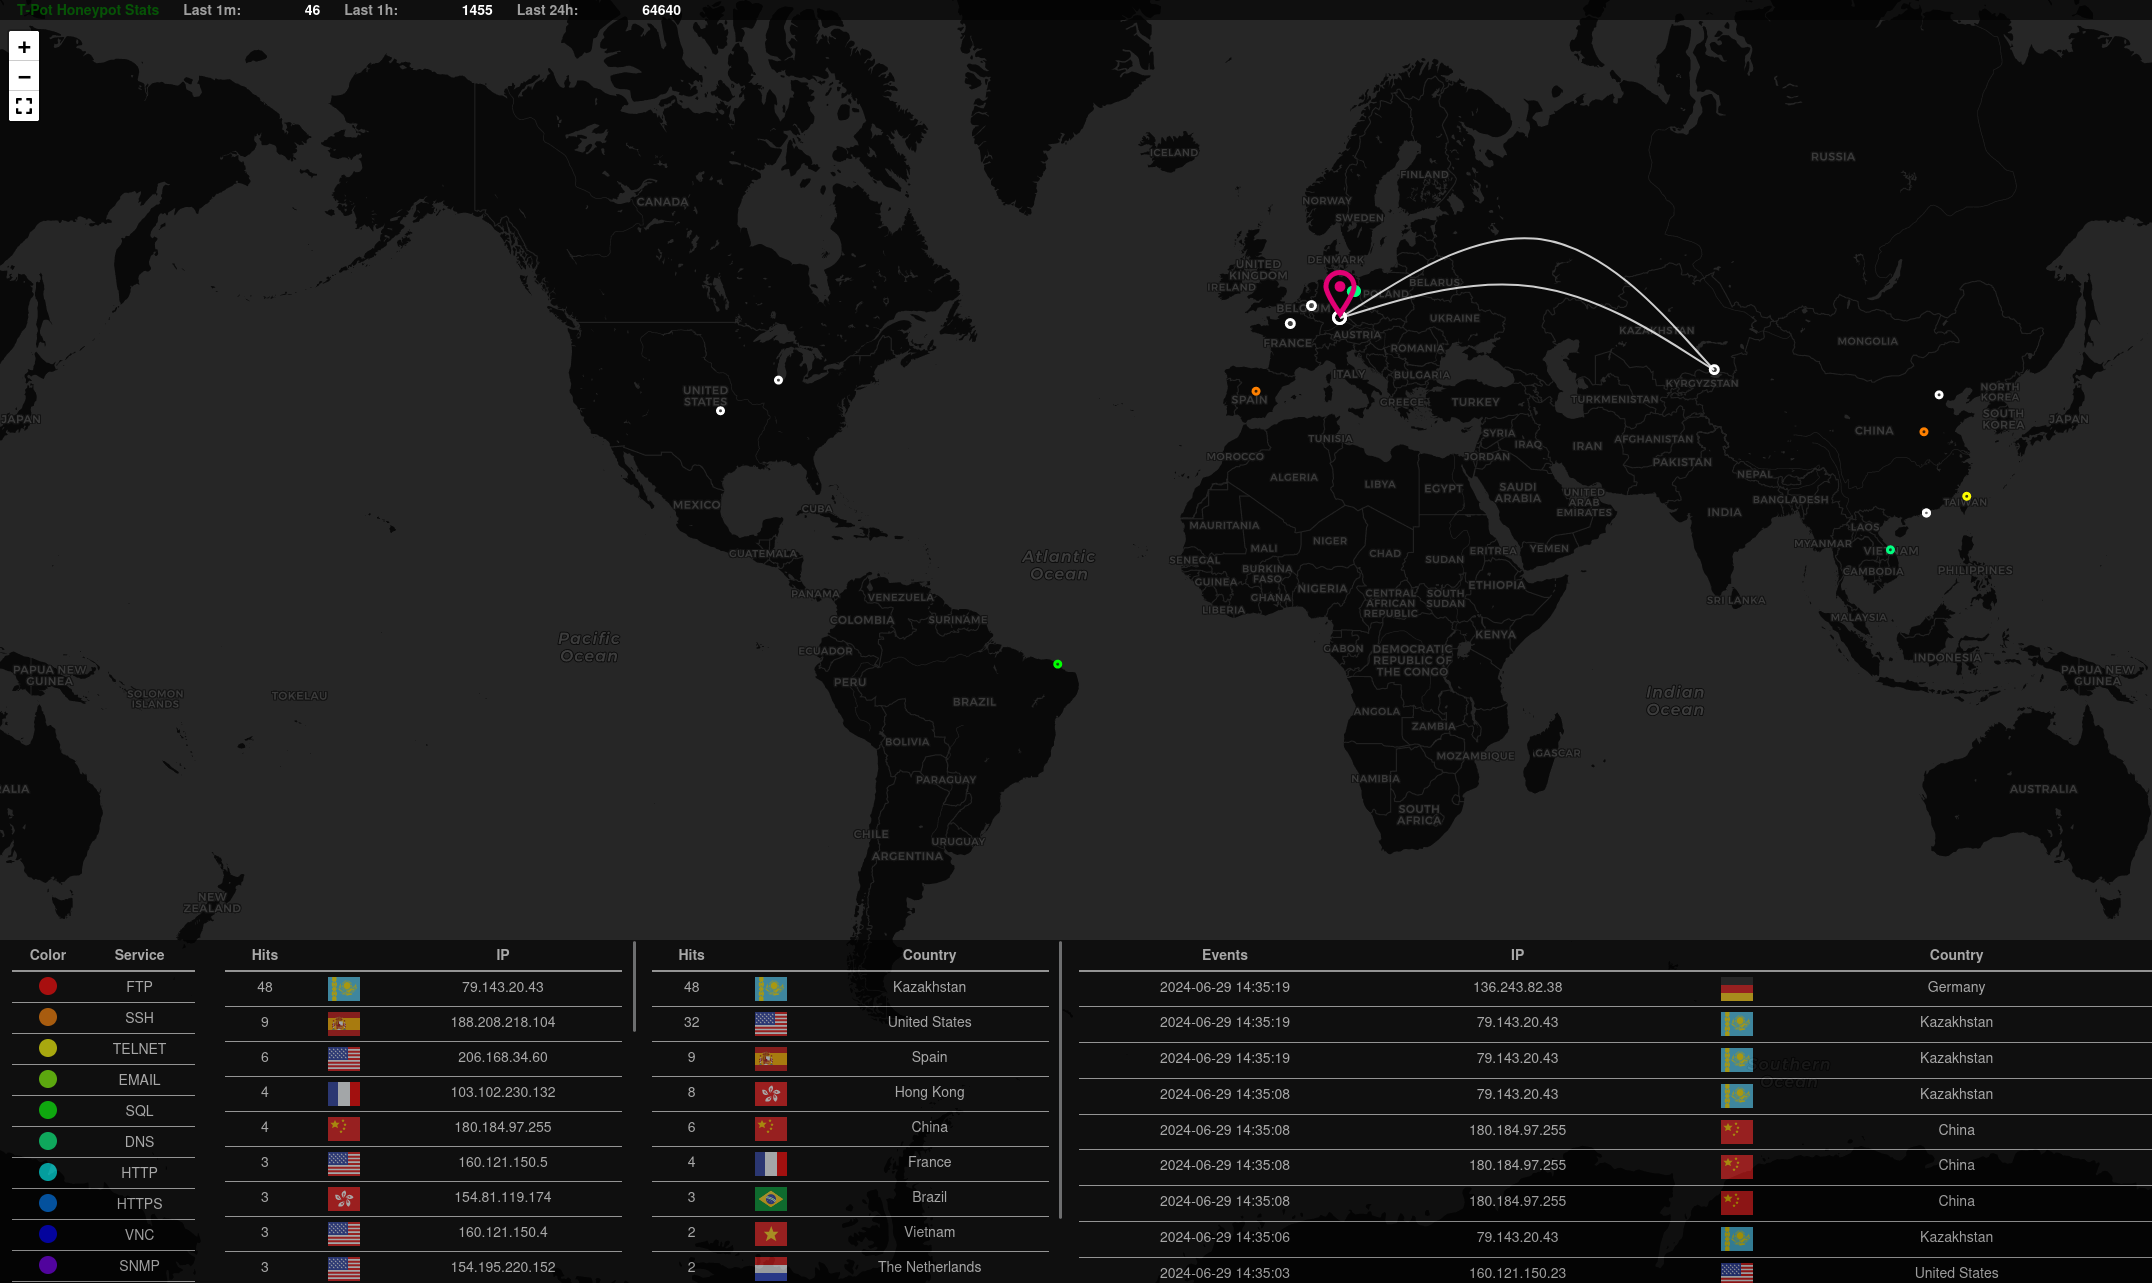 T-Pot Honeypot Stats Last 1m: 46 Last 1h: 1455 Last 24h: 64640
+
−
ICELAND
RUSSIA
FINLAND
CANADA
NORWAY
SWEDEN
DENMARK
UNITED
KINGDOM
IRELAND
BELARUS
POLAND
BELGIUM
UKRAINE
KAZAKHSTAN
AUSTRIA
FRANCE
MONGOLIA
ROMANIA
ITALY
BULGARIA
KYRGYZSTAN
UNITED
STATES
SPAIN
GREECE
TURKEY
TURKMENISTAN
NORTH
KOREA
SOUTH
KOREA
JAPAN
JAPAN
TUNISIA
SYRIA
IRAQ
IRAN
AFGHANISTAN
CHINA
MOROCCO
JORDAN
PAKISTAN
ALGERIA
LIBYA
EGYPT
SAUDI
ARABIA
UNITED
ARAB
EMIRATES
NEPAL
BANGLADESH
TAIWAN
MEXICO
CUBA
INDIA
MAURITANIA
LAOS
MALI
NIGER
CHAD
SUDAN
ERITREA
YEMEN
MYANMAR
VIETNAM
GUATEMALA
Atlantic
Ocean
SENEGAL
BURKINA
FASO
GUINEA
NIGERIA
ETHIOPIA
CAMBODIA
PHILIPPINES
PANAMA
VENEZUELA
GHANA
CENTRAL
AFRICAN
REPUBLIC
SOUTH
SUDAN
SRI LANKA
LIBERIA
COLOMBIA
SURINAME
MALAYSIA
Pacific
Ocean
KENYA
ECUADOR
GABON
DEMOCRATIC
REPUBLIC OF
THE CONGO
INDONESIA
PAPUA NEW
GUINEA
PAPUA NEW
GUINEA
PERU
SOLOMON
ISLANDS
TOKELAU
BRAZIL
Indian
Ocean
ANGOLA
ZAMBIA
BOLIVIA
MOZAMBIQUE
GASCAR
PARAGUAY
NAMIBIA
ALIA
AUSTRALIA
SOUTH
AFRICA
CHILE
URUGUAY
ARGENTINA
NEW
ZEALAND
Southern
Ocean
Color Service
FTP
SSH
TELNET
EMAIL
SQL
DNS
HTTP
HTTPS
VNC
SNMP
Hits IP
48 79.143.20.43
9 188.208.218.104
6 206.168.34.60
4 103.102.230.132
4 180.184.97.255
3 160.121.150.5
3 154.81.119.174
3 160.121.150.4
3 154.195.220.152
Hits Country
48 Kazakhstan
32 United States
9 Spain
8 Hong Kong
6 China
4 France
3 Brazil
2 Vietnam
2 The Netherlands
Events IP Country
2024-06-29 14:35:19 136.243.82.38 Germany
2024-06-29 14:35:19 79.143.20.43 Kazakhstan
2024-06-29 14:35:19 79.143.20.43 Kazakhstan
2024-06-29 14:35:08 79.143.20.43 Kazakhstan
2024-06-29 14:35:08 180.184.97.255 China
2024-06-29 14:35:08 180.184.97.255 China
2024-06-29 14:35:08 180.184.97.255 China
2024-06-29 14:35:06 79.143.20.43 Kazakhstan
2024-06-29 14:35:03 160.121.150.23 United States